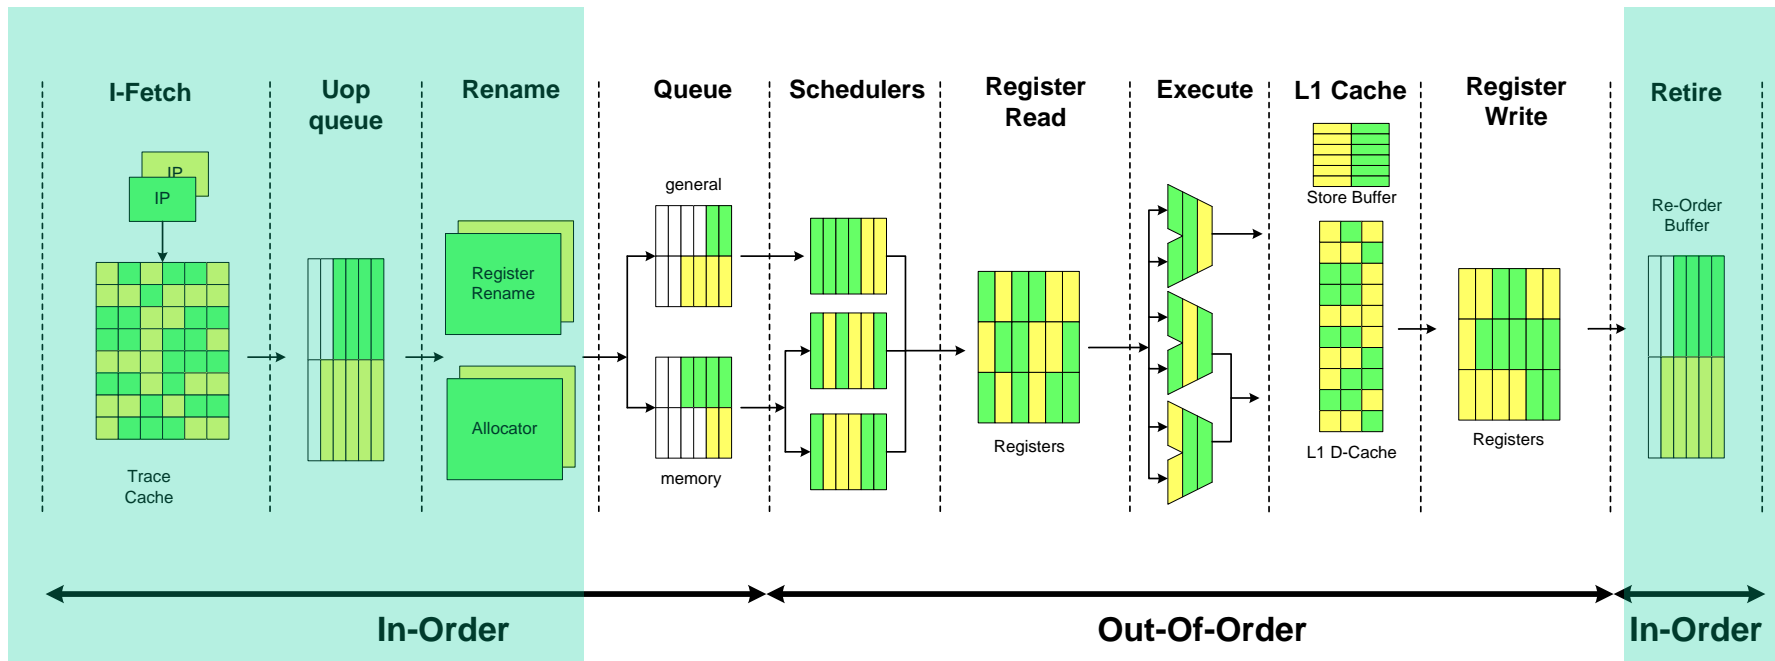 I-Fetch
Uop
queue
Rename
Queue
Schedulers
Register
Read
Execute
L1 Cache
Register
Write
Retire
IP
IP
Trace
Cache
Register
Rename
Allocator
general
memory
Registers
Store Buffer
L1 D-Cache
Registers
Re-Order
Buffer
In-Order
Out-Of-Order
In-Order